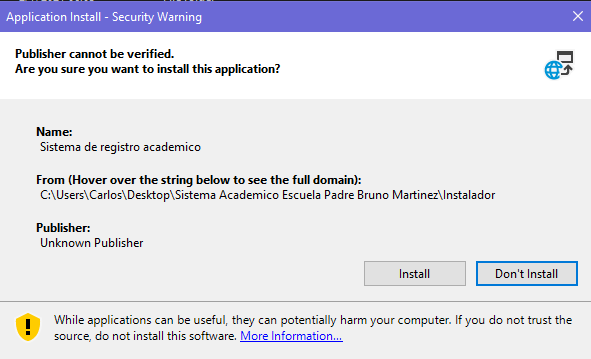 Application Install - Security Warning
Publisher cannot be verified.
Are you sure you want to install this application?
Name:
Sistema de registro academico
From (Hover over the string below to see the full domain):
C:\Users\Carlos\Desktop\Sistema Academico Escuela Padre Bruno Martinez\Instalador
Publisher:
Unknown Publisher
Install
Don't Install
While applications can be useful, they can potentially harm your computer. If you do not trust the
source, do not install this software. More Information...